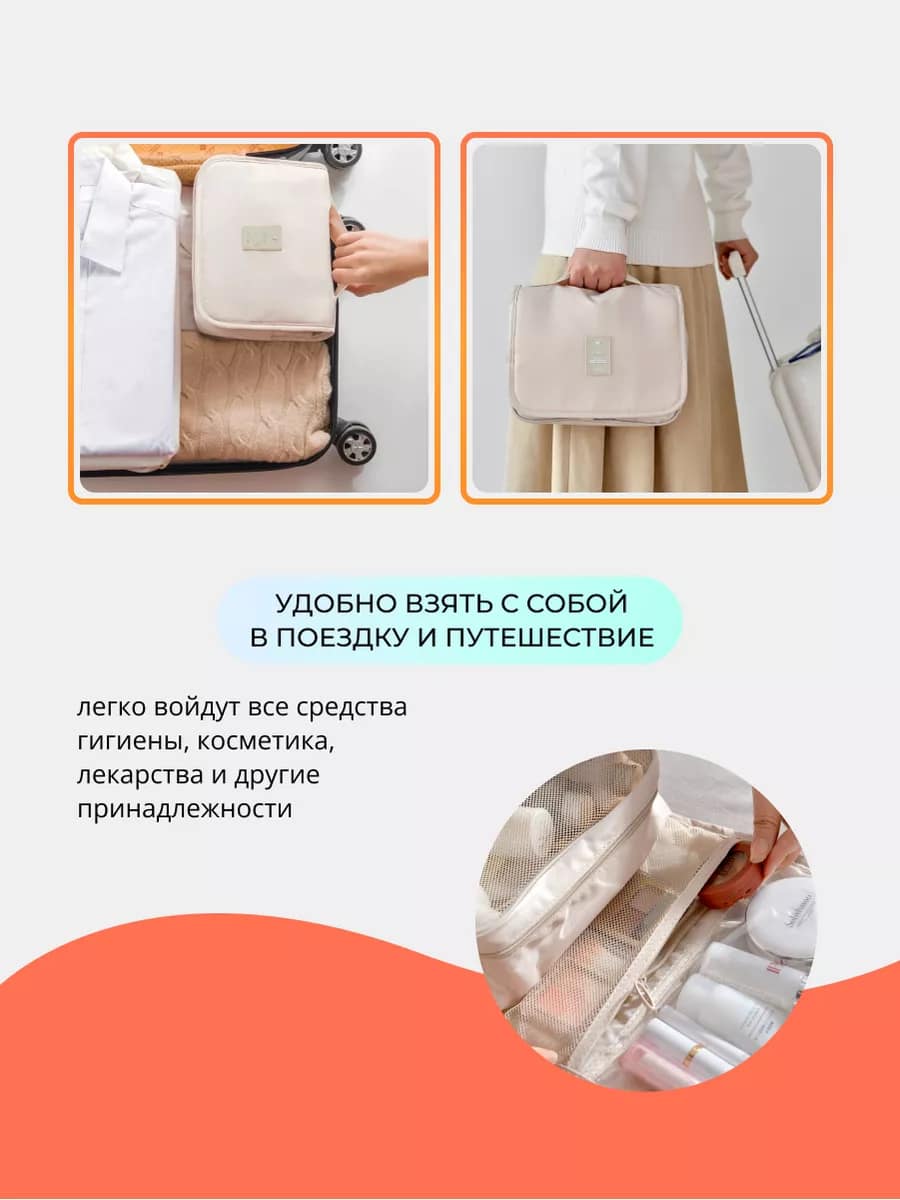 УДОБНО ВЗЯТЬ С СОБОЙ
В ПОЕЗДКУ И ПУТЕШЕСТВИЕ
легко войдут все средства
гигиены, косметика,
лекарства и другие
принадлежности